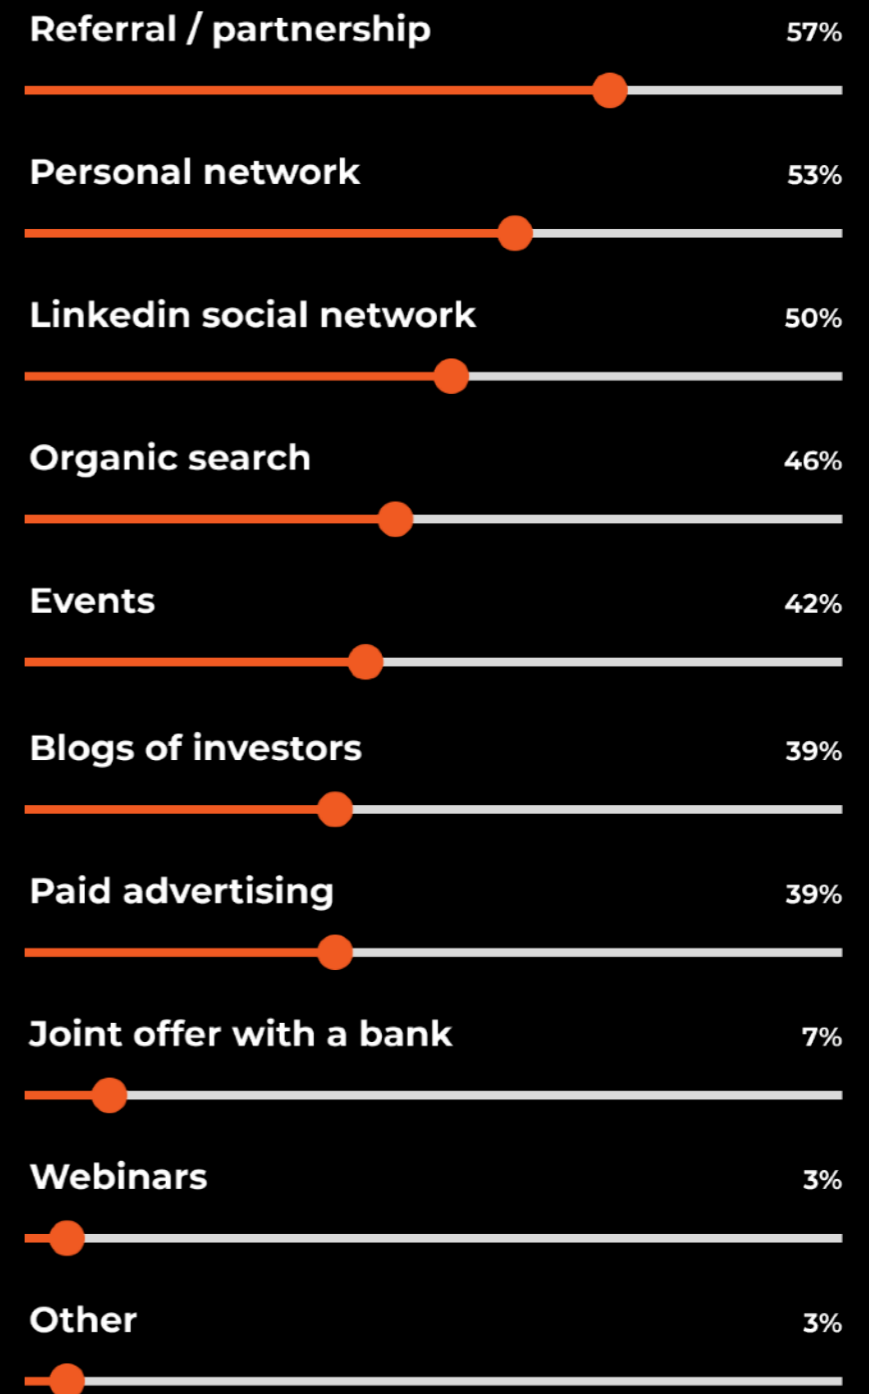 Referral / partnership 57%
Personal network 53%
Linkedin social network 50%
Organic search 46%
Events 42%
Blogs of investors 39%
Paid advertising 39%
Joint offer with a bank 7%
Webinars 3%
Other 3%